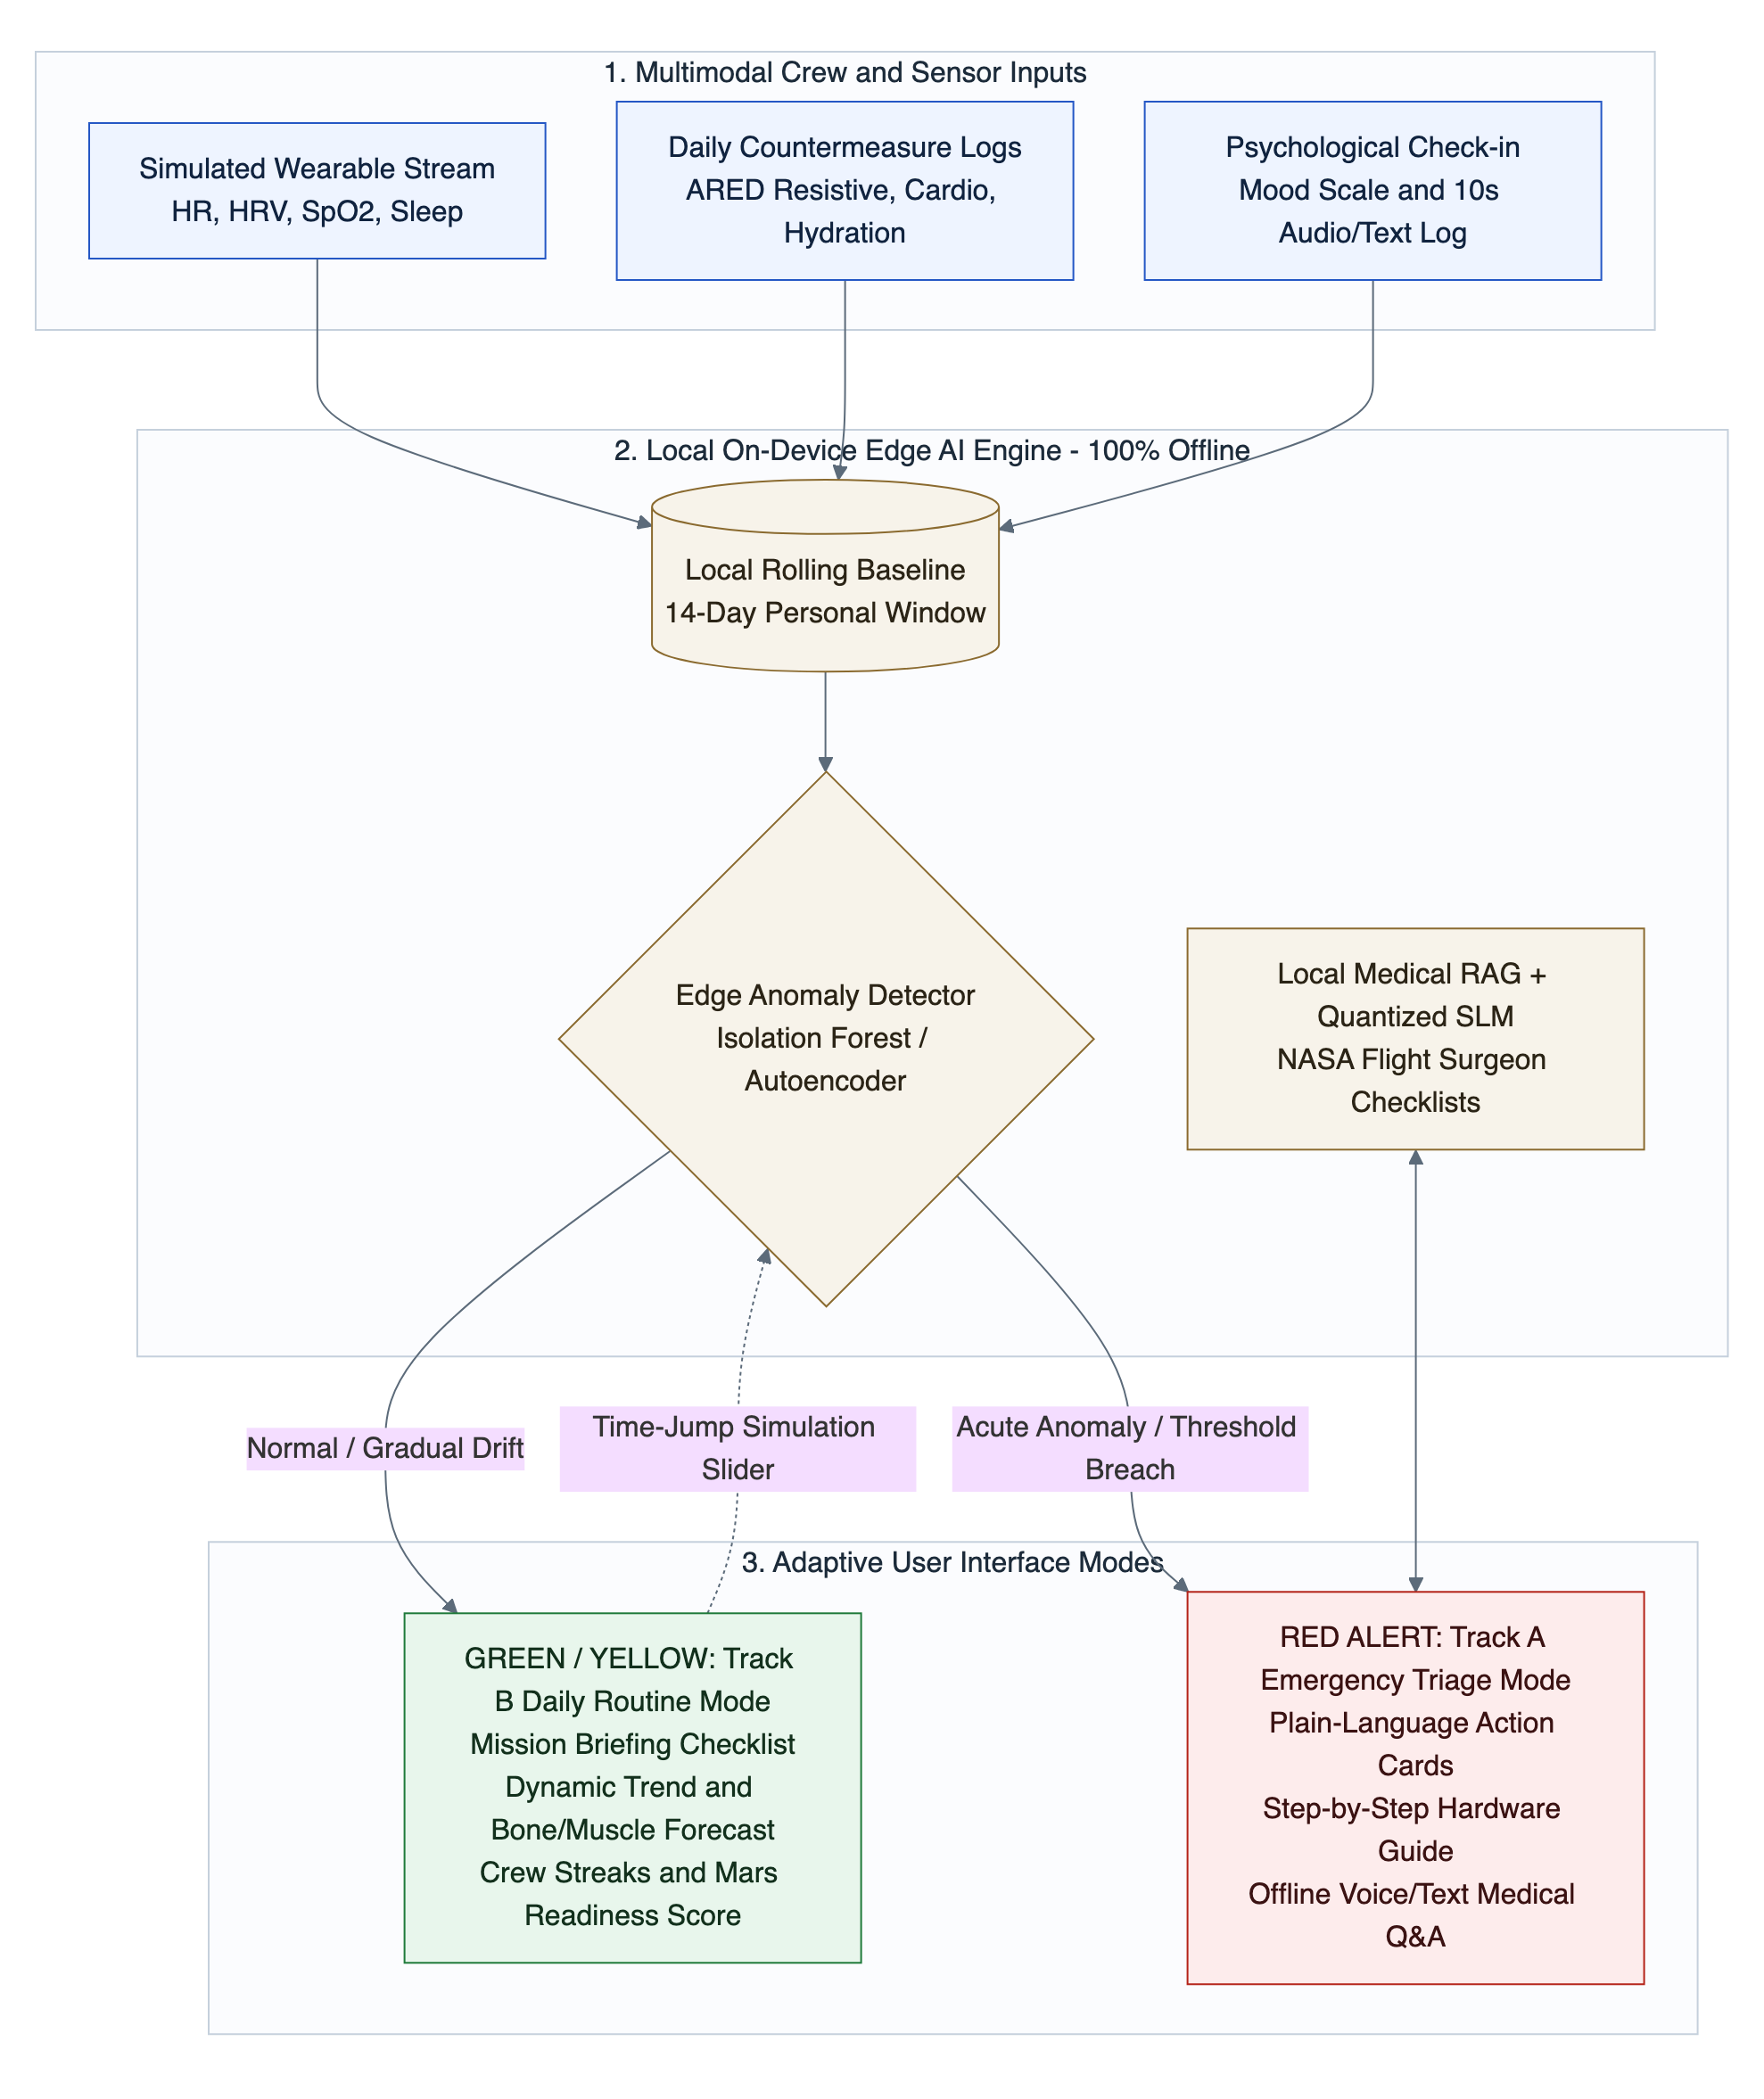 1. Multimodal Crew and Sensor Inputs
Simulated Wearable Stream
HR, HRV, SpO2, Sleep
Daily Countermeasure Logs
ARED Resistive, Cardio,
Hydration
Psychological Check-in
Mood Scale and 10s
Audio/Text Log
2. Local On-Device Edge AI Engine - 100% Offline
Local Rolling Baseline
14-Day Personal Window
Edge Anomaly Detector
Isolation Forest /
Autoencoder
Local Medical RAG +
Quantized SLM
NASA Flight Surgeon
Checklists
Normal / Gradual Drift
Time-Jump Simulation
Slider
Acute Anomaly / Threshold
Breach
3. Adaptive User Interface Modes
GREEN / YELLOW: Track
B Daily Routine Mode
Mission Briefing Checklist
Dynamic Trend and
Bone/Muscle Forecast
Crew Streaks and Mars
Readiness Score
RED ALERT: Track A
Emergency Triage Mode
Plain-Language Action
Cards
Step-by-Step Hardware
Guide
Offline Voice/Text Medical
Q&A